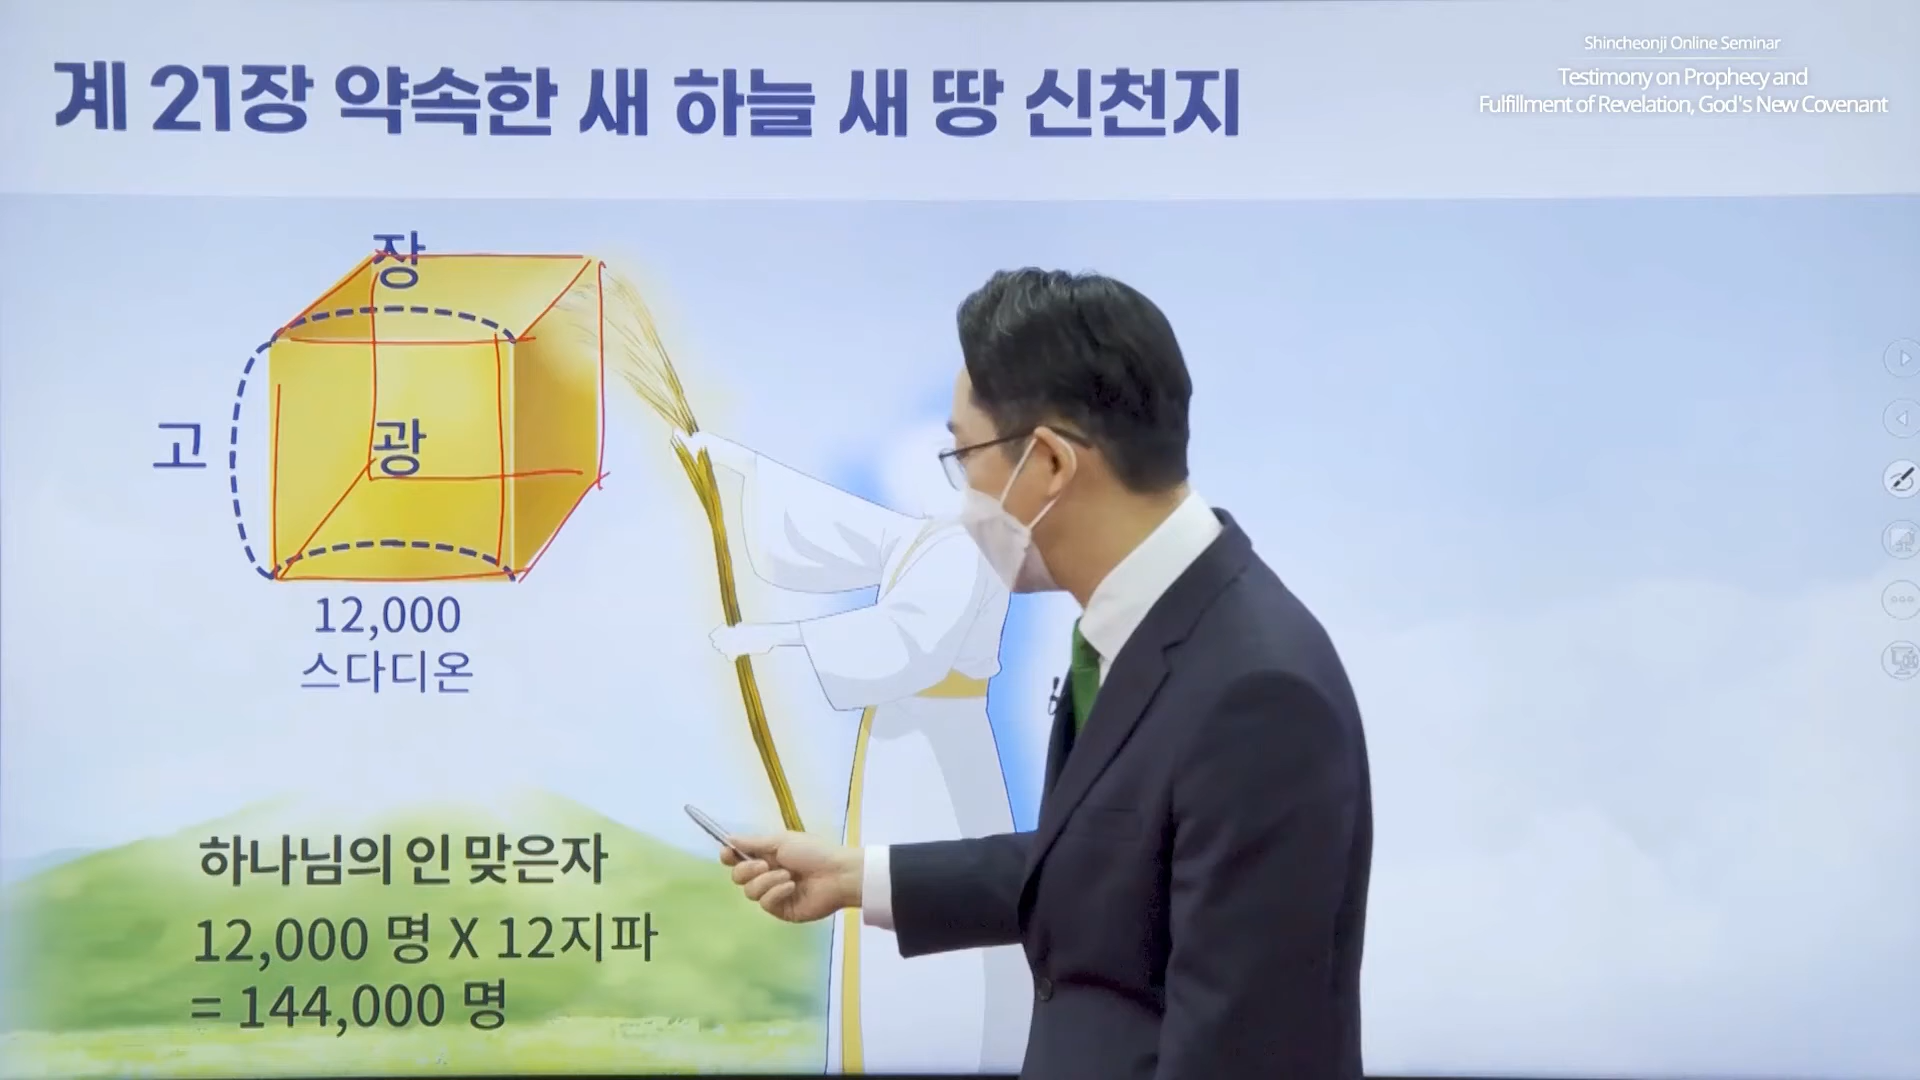 계 21장 약속한 새 하늘 새 땅 신천지
Shincheonji Online Seminar
Testimony on Prophecy and
Fulfillment of Revelation, God's New Covenant
장
고
광
12,000
스다디온
하나님의 인 맞은자
12,000 명 X 12지파
= 144,000 명